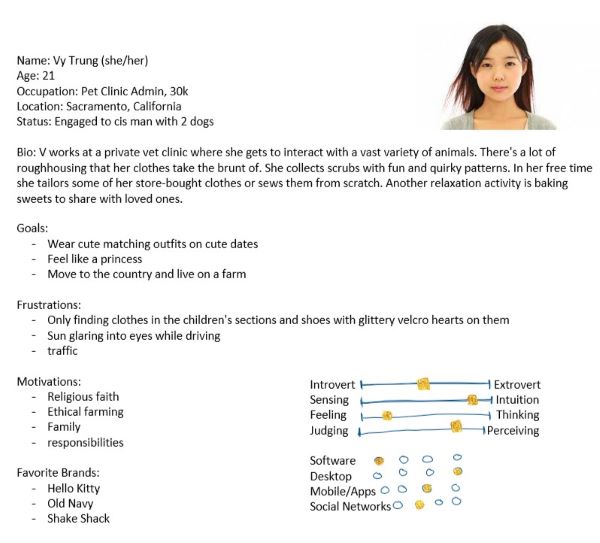 Name: Vy Trung (she/her)
Age: 21
Occupation: Pet Clinic Admin, 30k
Location: Sacramento, California
Status: Engaged to cis man with 2 dogs
Bio: V works at a private vet clinic where she gets to interact with a vast variety of animals. There's a lot of
roughhousing that her clothes take the brunt of. She collects scrubs with fun and quirky patterns. In her free time
she tailors some of her store-bought clothes or sews them from scratch. Another relaxation activity is baking
sweets to share with loved ones.
Goals:
- Wear cute matching outfits on cute dates
- Feel like a princess
- Move to the country and live on a farm
Frustrations:
- Only finding clothes in the children's sections and shoes with glittery velcro hearts on them
- Sun glaring into eyes while driving
- traffic
Motivations:
- Religious faith
- Ethical farming
- Family
- responsibilities
Favorite Brands:
- Hello Kitty
- Old Navy
- Shake Shack
Introvert Extrovert
Sensing Intuition
Feeling Thinking
Judging Perceiving
Software
Desktop
Mobile/Apps
Social Networks